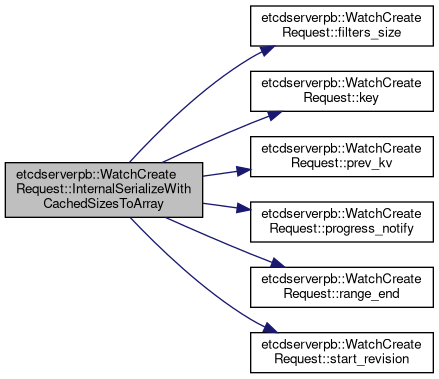 etcdserverpb::WatchCreate
Request::InternalSerializeWith
CachedSizesToArray
etcdserverpb::WatchCreate
Request::filters_size
etcdserverpb::WatchCreate
Request::key
etcdserverpb::WatchCreate
Request::prev_kv
etcdserverpb::WatchCreate
Request::progress_notify
etcdserverpb::WatchCreate
Request::range_end
etcdserverpb::WatchCreate
Request::start_revision